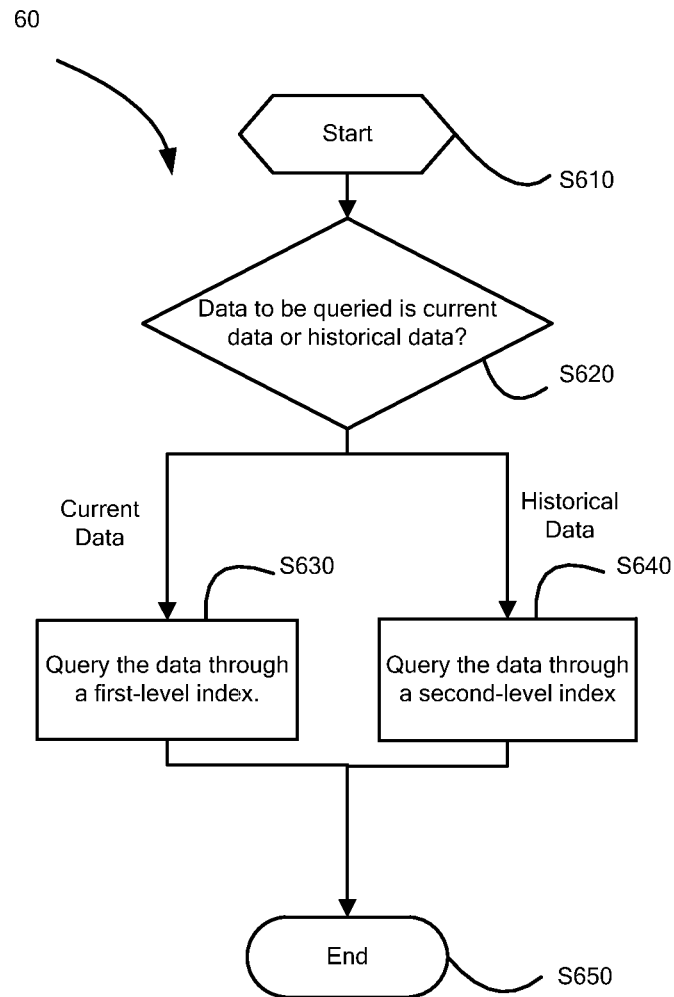 60
Start
S610
Data to be queried is current
data or historical data?
S620
Current
Data
Historical
Data
S630
S640
Query the data through
a first-level index.
Query the data through
a second-level index
End
S650